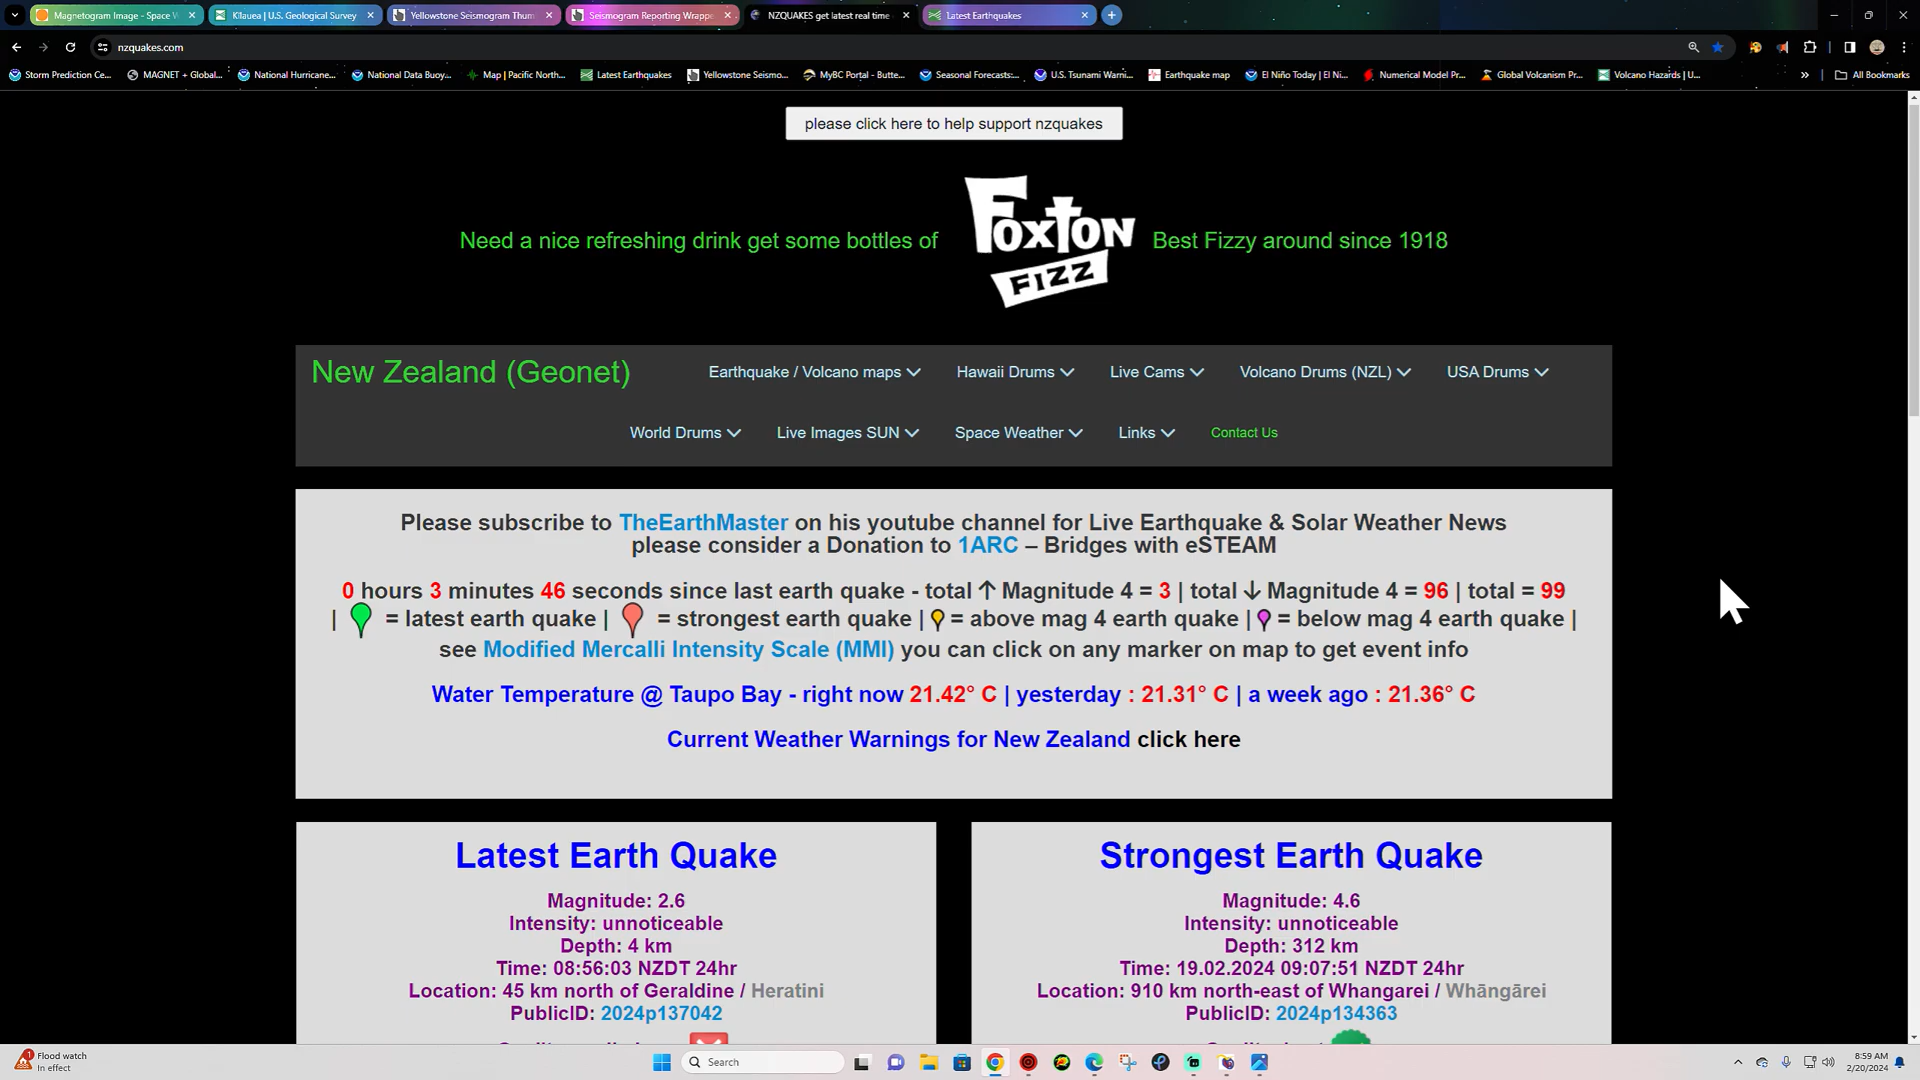 Magnetogram Image - Space W
Kilauea | U.S. Geological Survey
Yellowstone Seismogram Thum
Seismogram Reporting Wrappe
NZQUAKES get latest real time
Latest Earthquakes
nzquakes.com
Storm Prediction Ce...
MAGNET + Global...
National Hurricane...
National Data Buoy...
Map | Pacific North...
Latest Earthquakes
Yellowstone Seismo...
MyBC Portal - Butte...
Seasonal Forecasts:...
U.S. Tsunami Warni...
Earthquake map
El Niño Today | El Ni...
Numerical Model Pr...
Global Volcanism Pr...
Volcano Hazards | U...
» All Bookmarks
please click here to help support nzquakes
Need a nice refreshing drink get some bottles of
FOXTON
FIZZ
Best Fizzy around since 1918
New Zealand (Geonet)
Earthquake / Volcano maps
Hawaii Drums
Live Cams
Volcano Drums (NZL)
USA Drums
World Drums
Live Images SUN
Space Weather
Links
Contact Us
Please subscribe to TheEarthMaster on his youtube channel for Live Earthquake & Solar Weather News
please consider a Donation to 1ARC – Bridges with eSTEAM
0 hours 3 minutes 46 seconds since last earth quake - total ↑ Magnitude 4 = 3 | total ↓ Magnitude 4 = 96 | total = 99
| = latest earth quake | = strongest earth quake | = above mag 4 earth quake | = below mag 4 earth quake |
see Modified Mercalli Intensity Scale (MMI) you can click on any marker on map to get event info
Water Temperature @ Taupo Bay - right now 21.42° C | yesterday : 21.31° C | a week ago : 21.36° C
Current Weather Warnings for New Zealand click here
Latest Earth Quake
Magnitude: 2.6
Intensity: unnoticeable
Depth: 4 km
Time: 08:56:03 NZDT 24hr
Location: 45 km north of Geraldine / Heratini
PublicID: 2024p137042
Strongest Earth Quake
Magnitude: 4.6
Intensity: unnoticeable
Depth: 312 km
Time: 19.02.2024 09:07:51 NZDT 24hr
Location: 910 km north-east of Whangarei / Whāngārei
PublicID: 2024p134363
Flood watch
In effect
Search
8:59 AM
2/20/2024